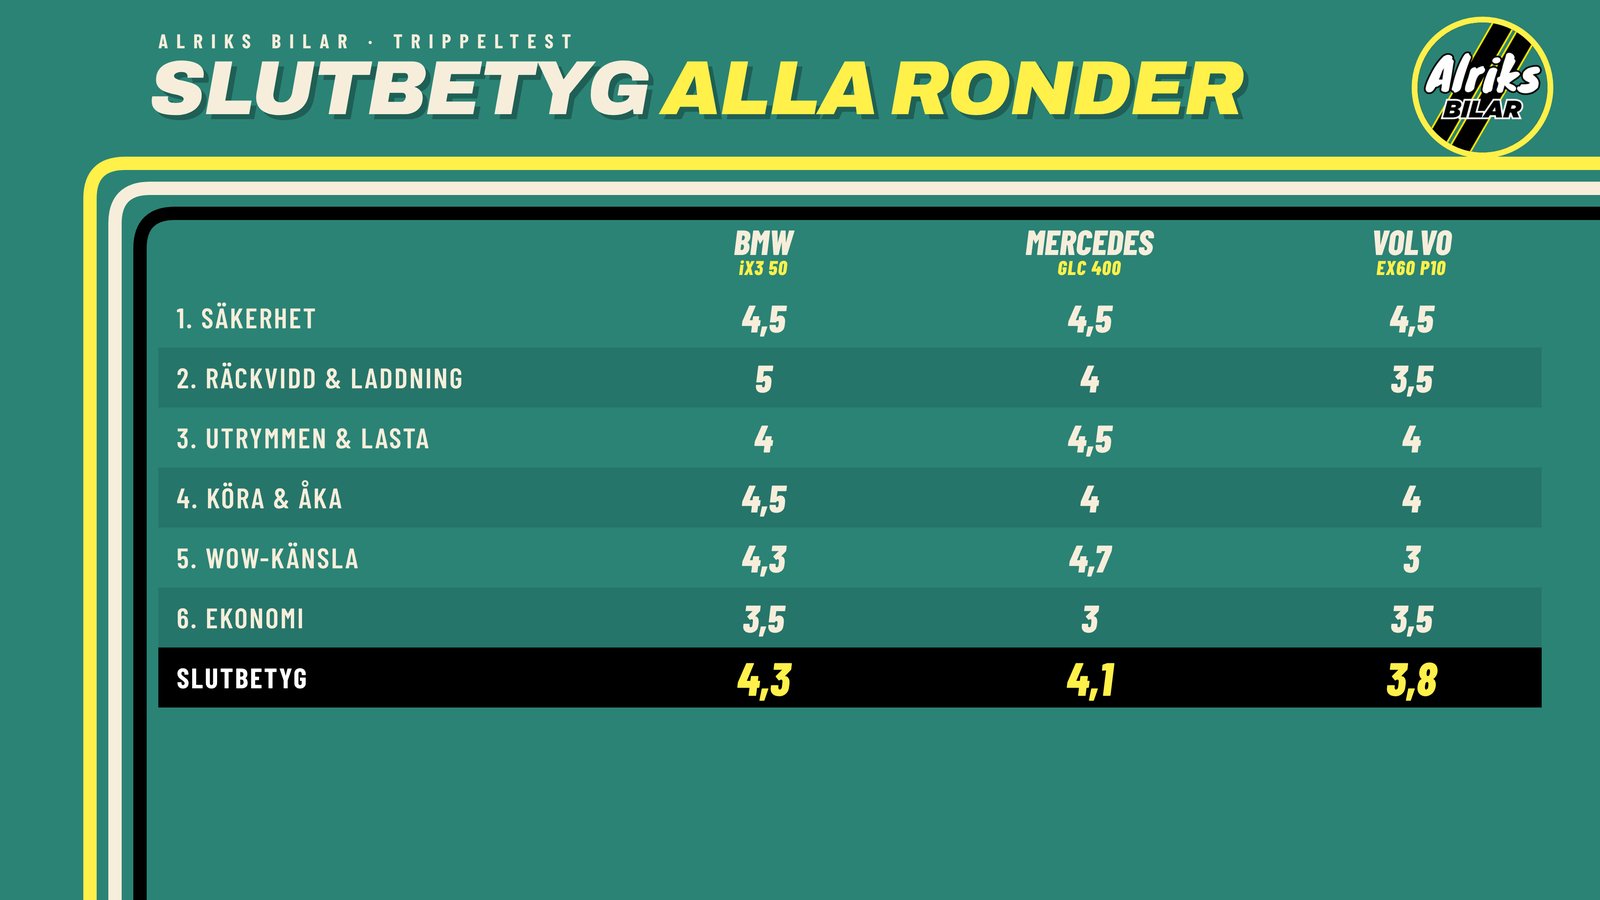 ALRIKS BILAR · TRIPPELTEST
SLUTBETYG ALLA RONDER
Alriks
BILAR
BMW MERCEDES VOLVO
iX3 50 GLC 400 EX60 P10
1. SÄKERHET 4,5 4,5 4,5
2. RÄCKVIDD & LADDNING 5 4 3,5
3. UTRYMMEN & LASTA 4 4,5 4
4. KÖRA & ÅKA 4,5 4 4
5. WOW-KÄNSLA 4,3 4,7 3
6. EKONOMI 3,5 3 3,5
SLUTBETYG 4,3 4,1 3,8